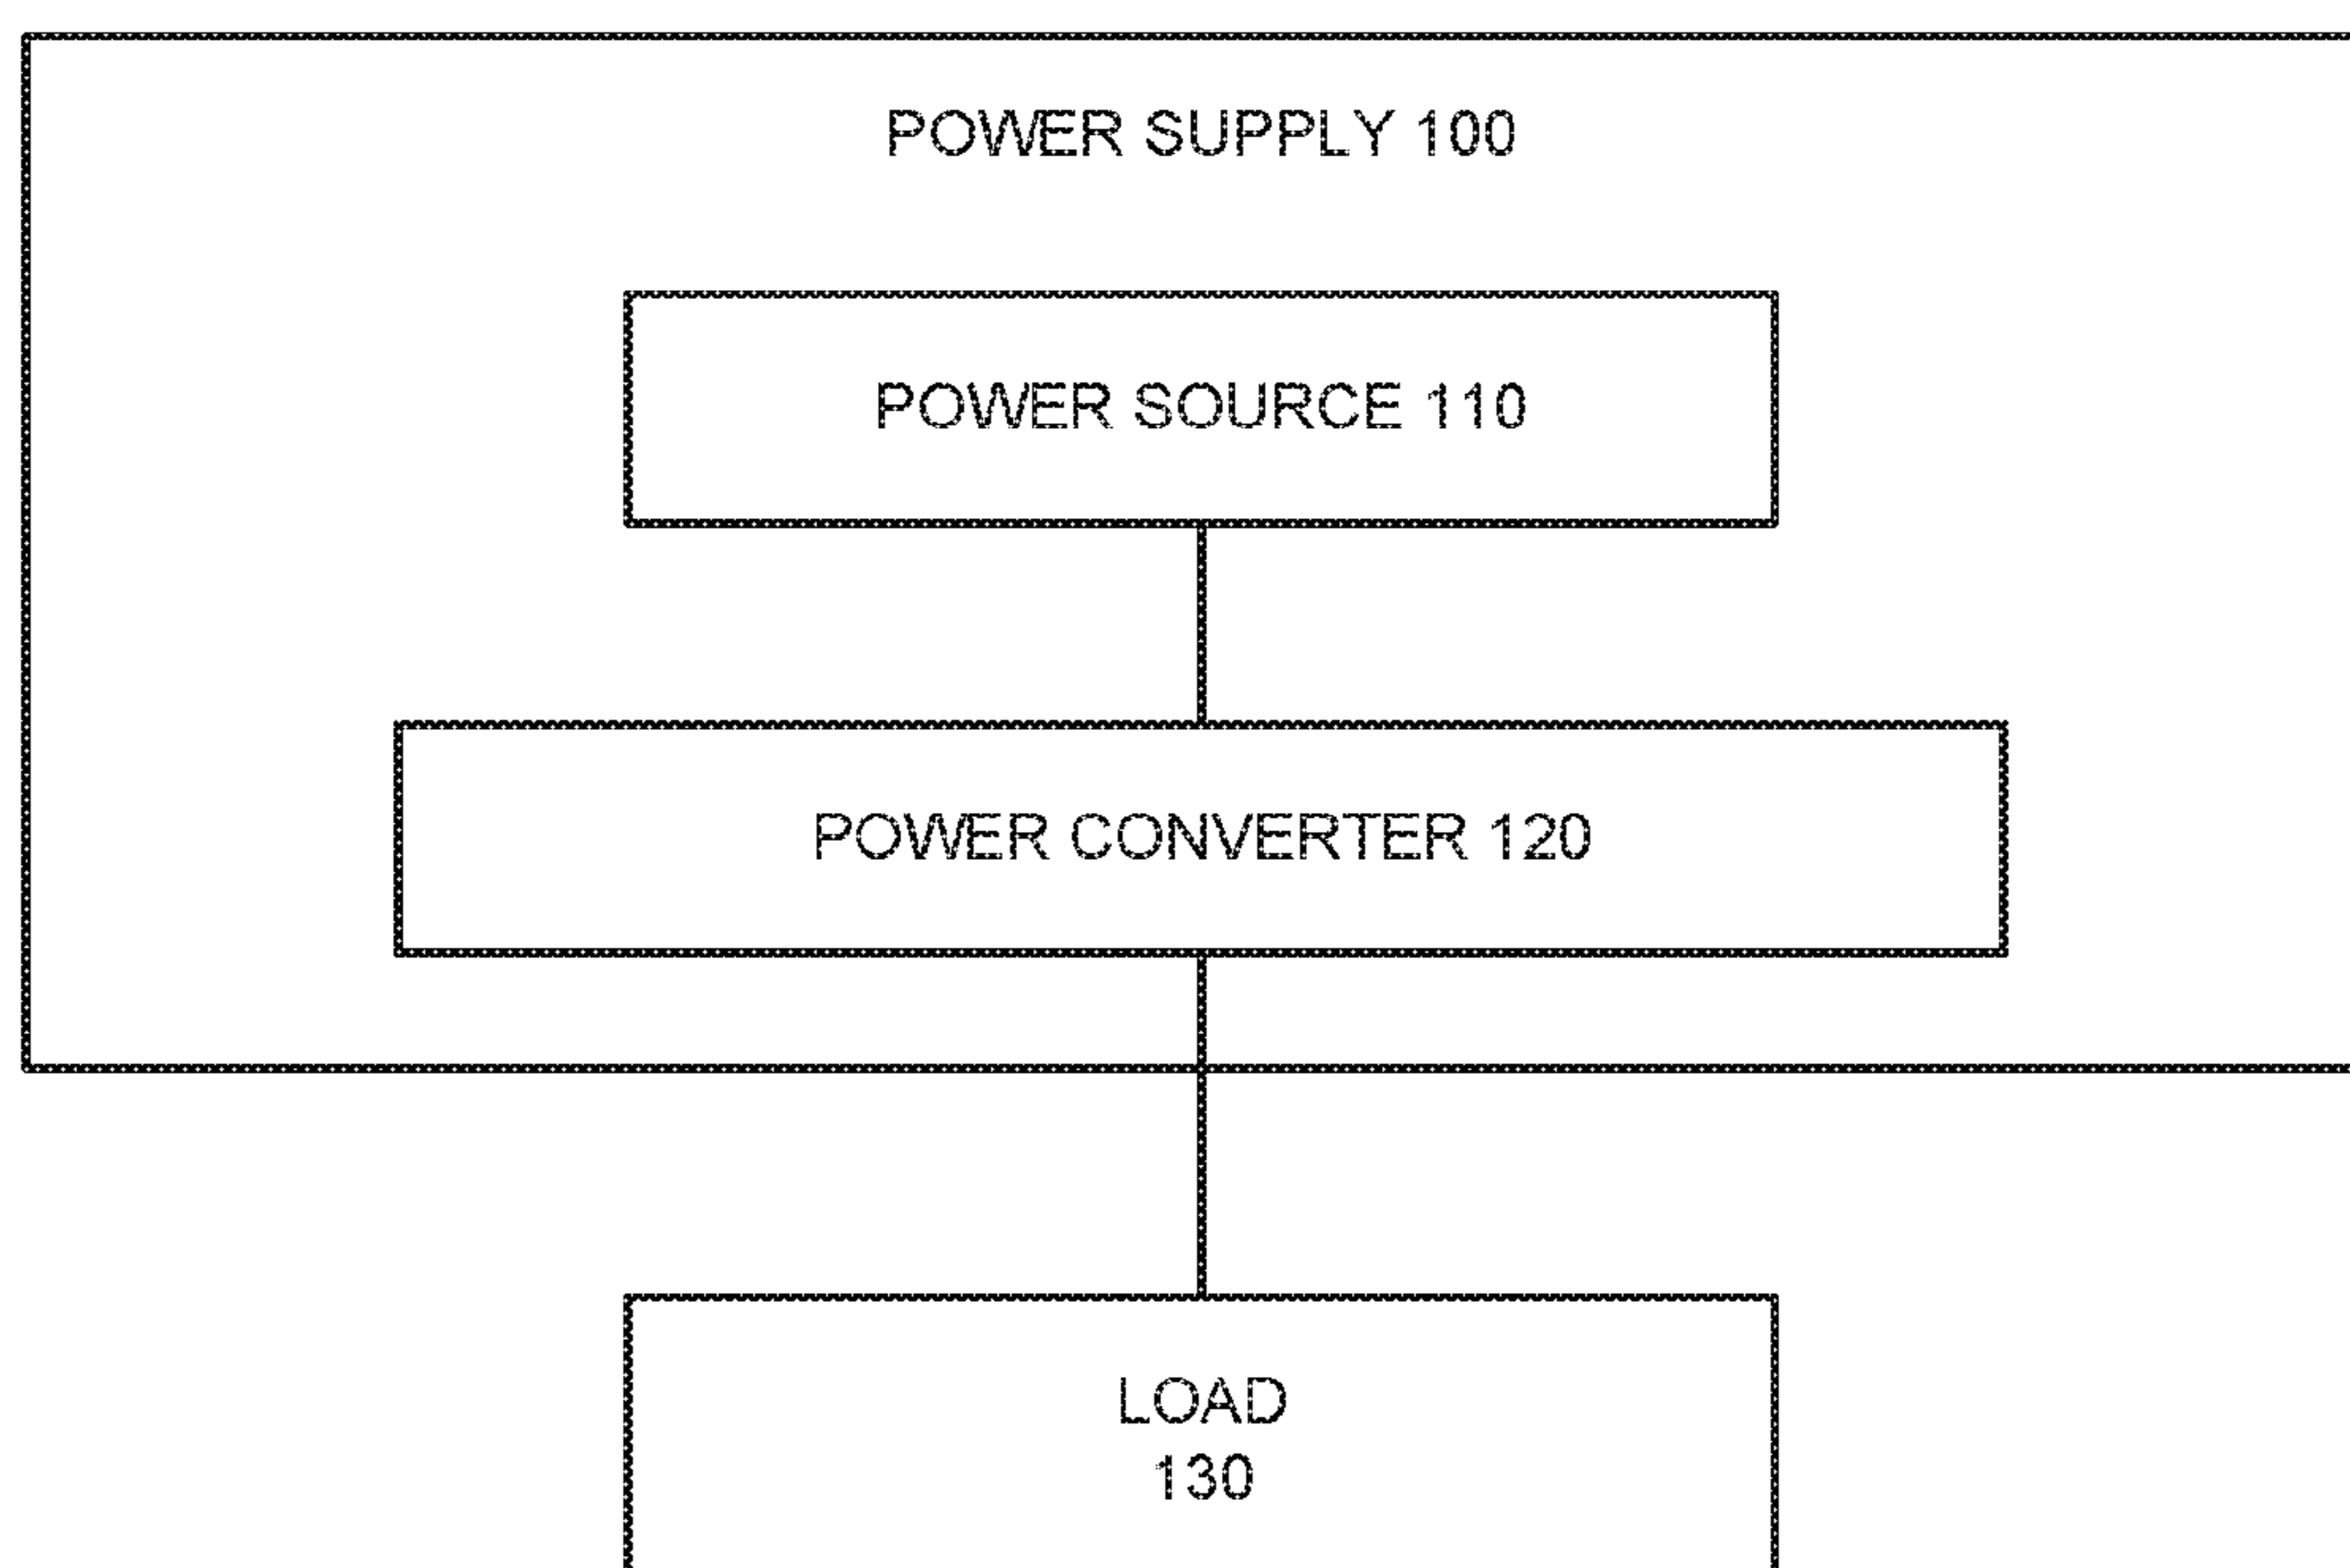 POWER SUPPLY 100
POWER SOURCE 110
POWER CONVERTER 120
LOAD
130